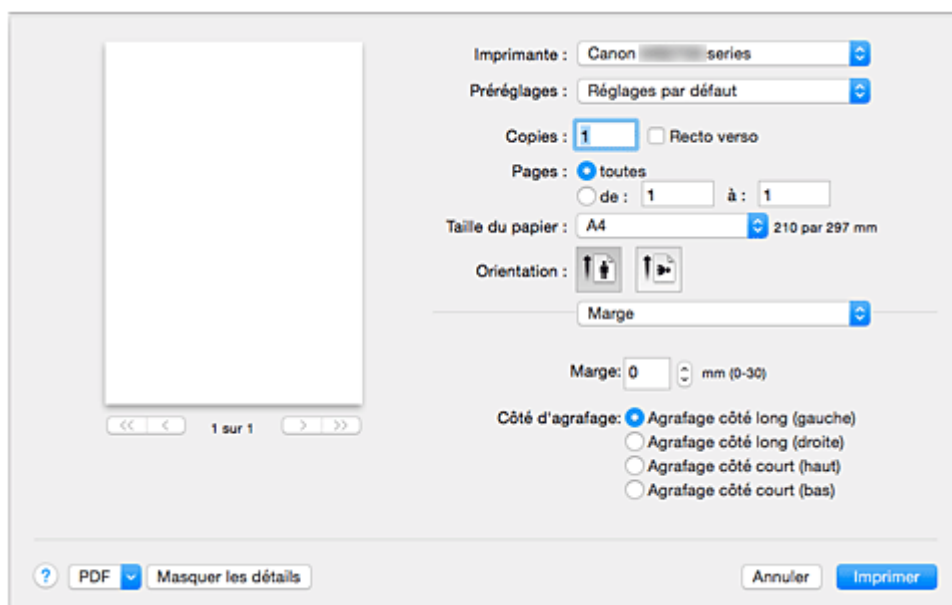 Imprimante : Canon series
Préréglages : Réglages par défaut
Copies : 1 Recto verso
Pages : toutes
de : 1 à : 1
Taille du papier : A4 210 par 297 mm
Orientation :
Marge
Marge: 0 mm (0-30)
Côté d'agrafage: Agrafage côté long (gauche)
Agrafage côté long (droite)
Agrafage côté court (haut)
Agrafage côté court (bas)
1 sur 1
? PDF Masquer les détails Annuler Imprimer